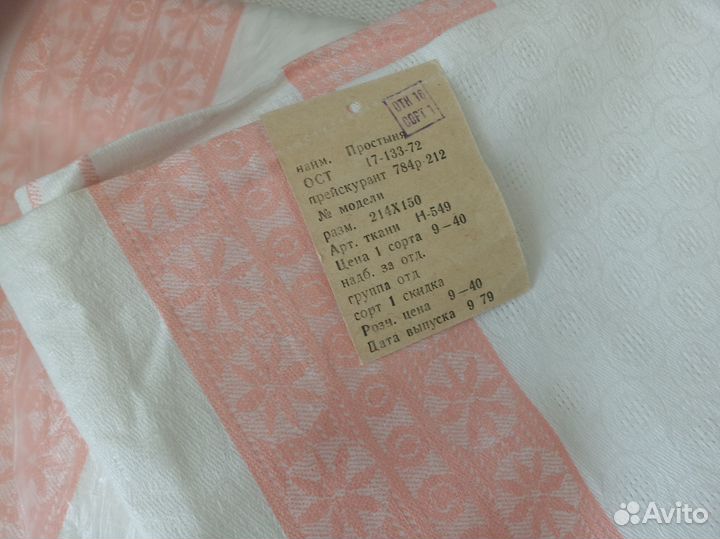 ОТК 16
СОРТ 1
наим. Простыня
ОСТ 17-133-72
прейскурант 784р-212
№ модели
разм. 214Х150
Арт. ткани Н-549
Цена 1 сорта 9—40
надб. за отд.
группа отд
сорт 1 скидка
Розч. цена 9—40
Цата выпуска 9 79
Avito